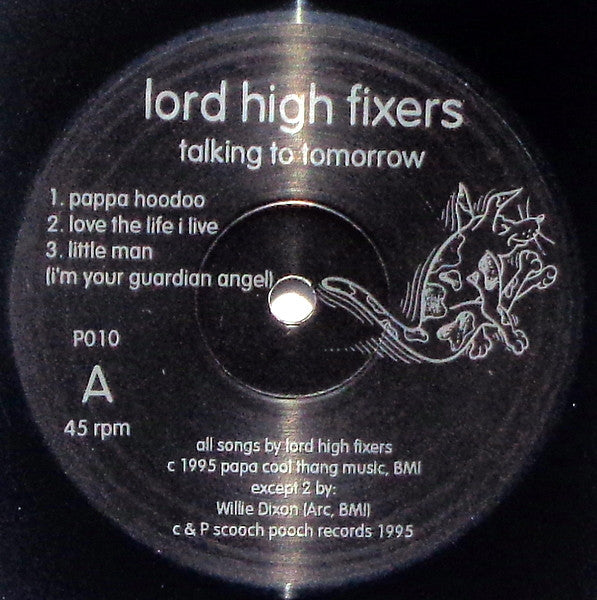 lord high fixers
talking to tomorrow
1. pappa hoodoo
2. love the life i live
3. little man
(i'm your guardian angel)
P010
A
45 rpm
all songs by lord high fixers
c 1995 papa cool thang music, BMI
except 2 by:
Willie Dixon (Arc, BMI)
c & P scooch pooch records 1995